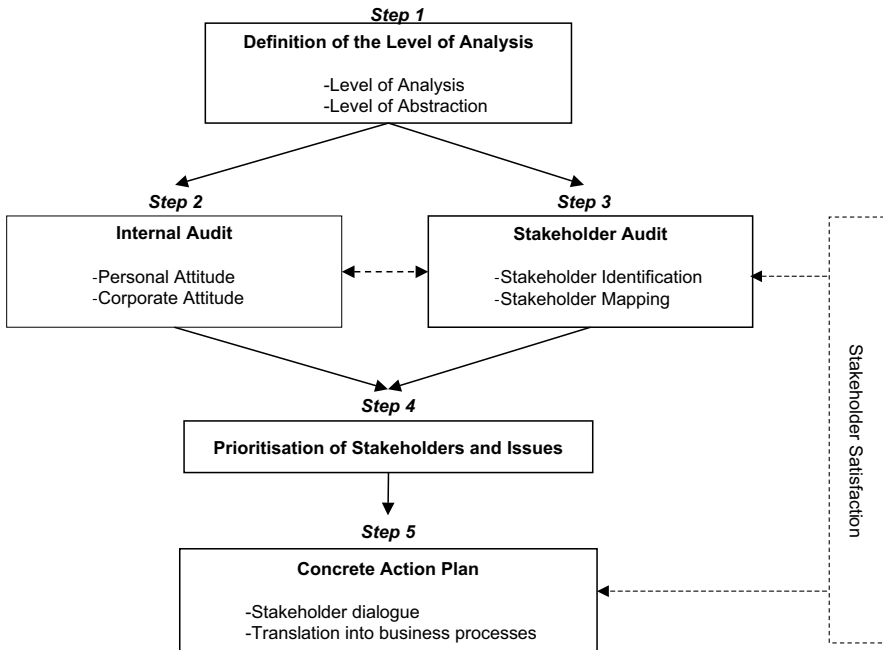 Step 1
Definition of the Level of Analysis
-Level of Analysis
-Level of Abstraction
Step 2
Internal Audit
-Personal Attitude
-Corporate Attitude
Step 3
Stakeholder Audit
-Stakeholder Identification
-Stakeholder Mapping
Step 4
Prioritisation of Stakeholders and Issues
Step 5
Concrete Action Plan
-Stakeholder dialogue
-Translation into business processes
Stakeholder Satisfaction